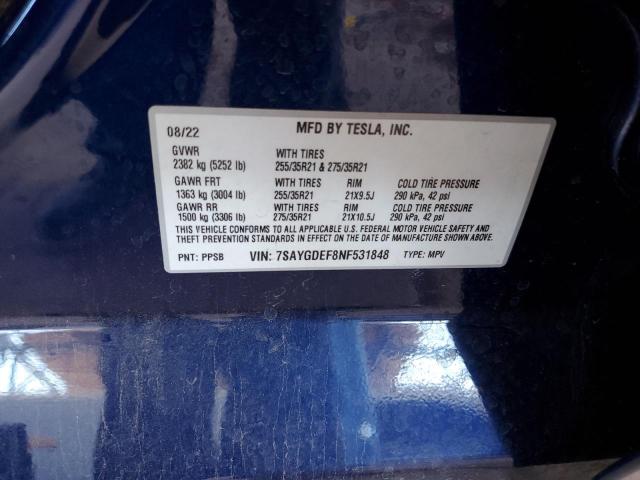 08/22 MFD BY TESLA, INC.
GVWR WITH TIRES
2382 kg (5252 lb) 255/35R21 & 275/35R21
GAWR FRT WITH TIRES RIM COLD TIRE PRESSURE
1363 kg (3004 lb) 255/35R21 21X9.5J 290 kPa, 42 psi
GAWR RR WITH TIRES RIM COLD TIRE PRESSURE
1500 kg (3306 lb) 275/35R21 21X10.5J 290 kPa, 42 psi
THIS VEHICLE CONFORMS TO ALL APPLICABLE U.S. FEDERAL MOTOR VEHICLE SAFETY AND
THEFT PREVENTION STANDARDS IN EFFECT ON THE DATE OF MANUFACTURE SHOWN ABOVE.
PNT: PPSB VIN: 7SAYGDEF8NF531848 TYPE: MPV